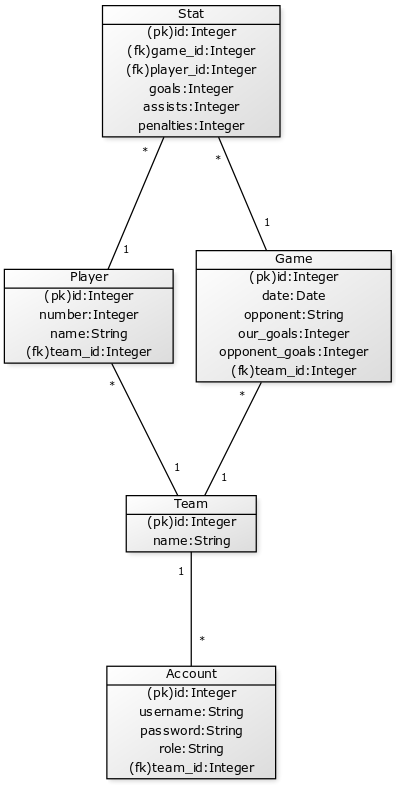 Stat
(pk)id:Integer
(fk)game_id:Integer
(fk)player_id:Integer
goals:Integer
assists:Integer
penalties:Integer
*
*
1
1
Player
(pk)id:Integer
number:Integer
name:String
(fk)team_id:Integer
Game
(pk)id:Integer
date:Date
opponent:String
our_goals:Integer
opponent_goals:Integer
(fk)team_id:Integer
*
*
1
1
Team
(pk)id:Integer
name:String
1
*
Account
(pk)id:Integer
username:String
password:String
role:String
(fk)team_id:Integer